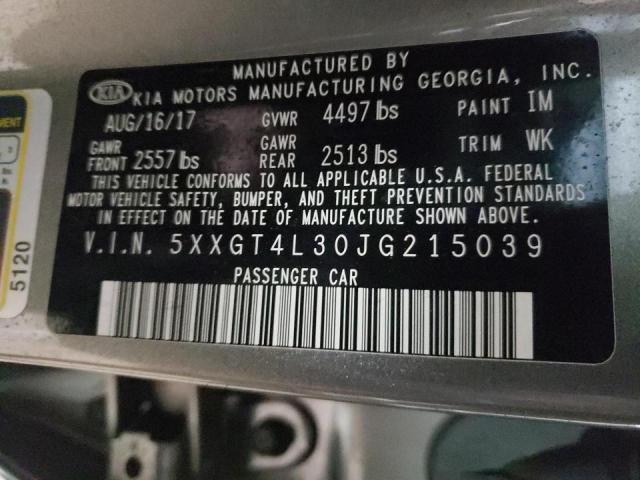 MANUFACTURED BY
KIA KIA MOTORS MANUFACTURING GEORGIA, INC.
AUG/16/17 GVWR 4497 lbs PAINT IM
GAWR FRONT 2557 lbs GAWR REAR 2513 lbs TRIM WK
THIS VEHICLE CONFORMS TO ALL APPLICABLE U.S.A. FEDERAL
MOTOR VEHICLE SAFETY, BUMPER, AND THEFT PREVENTION STANDARDS
IN EFFECT ON THE DATE OF MANUFACTURE SHOWN ABOVE.
V.I.N. 5XXGT4L30JG215039
PASSENGER CAR
5120